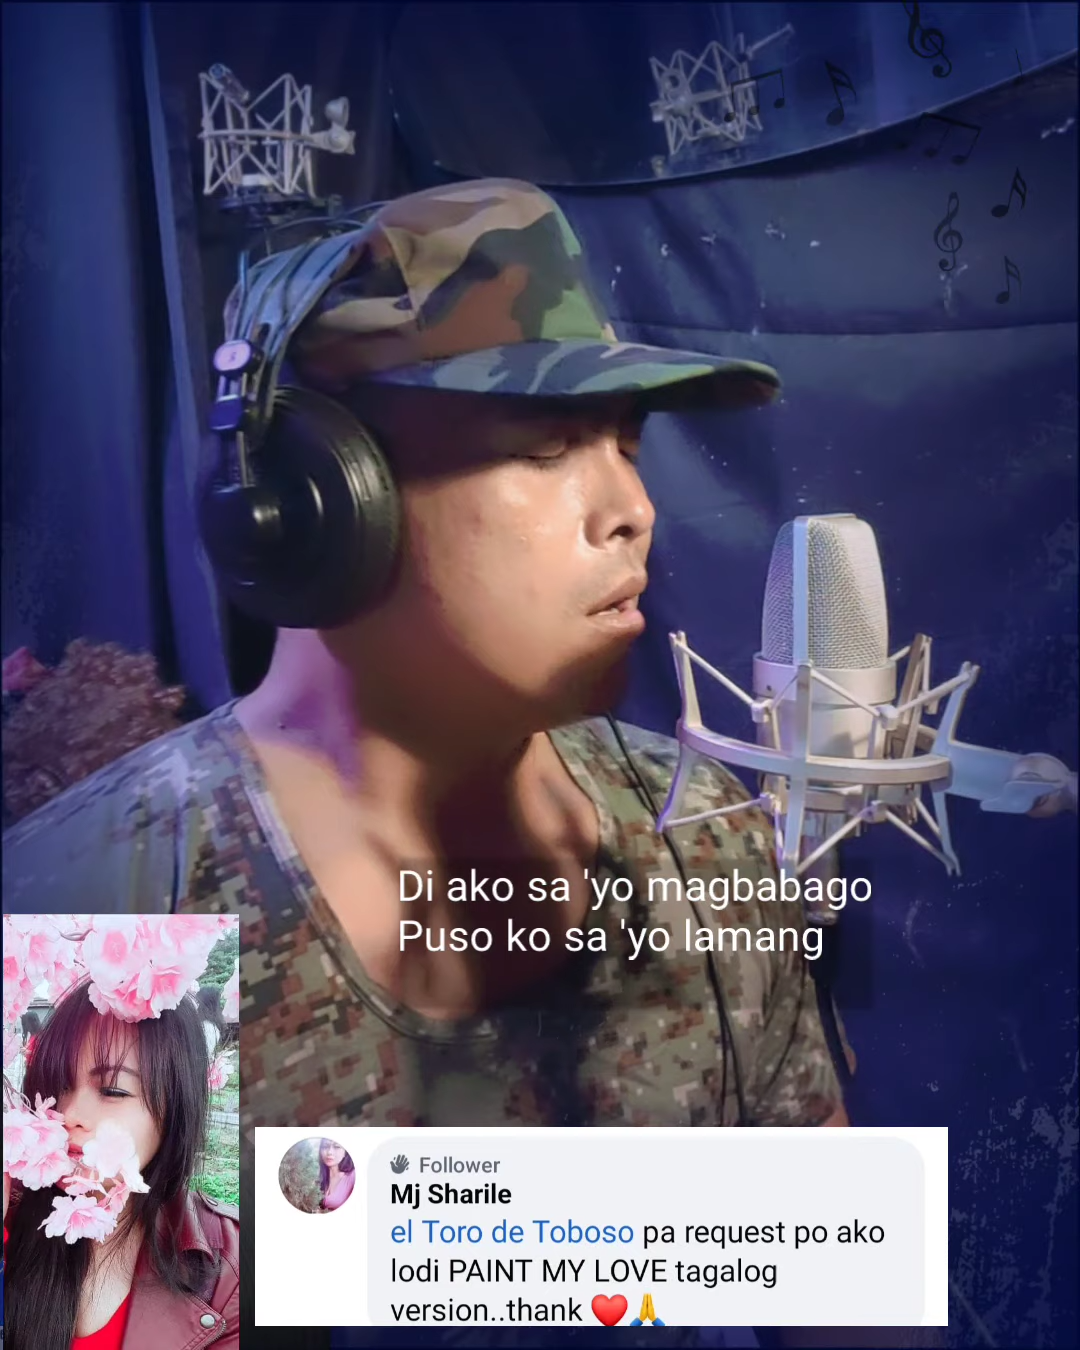 Di ako sa 'yo magbabago
Puso ko sa 'yo lamang
Follower
Mj Sharile
el Toro de Toboso pa request po ako
lodi PAINT MY LOVE tagalog
version..thank ❤️🙏